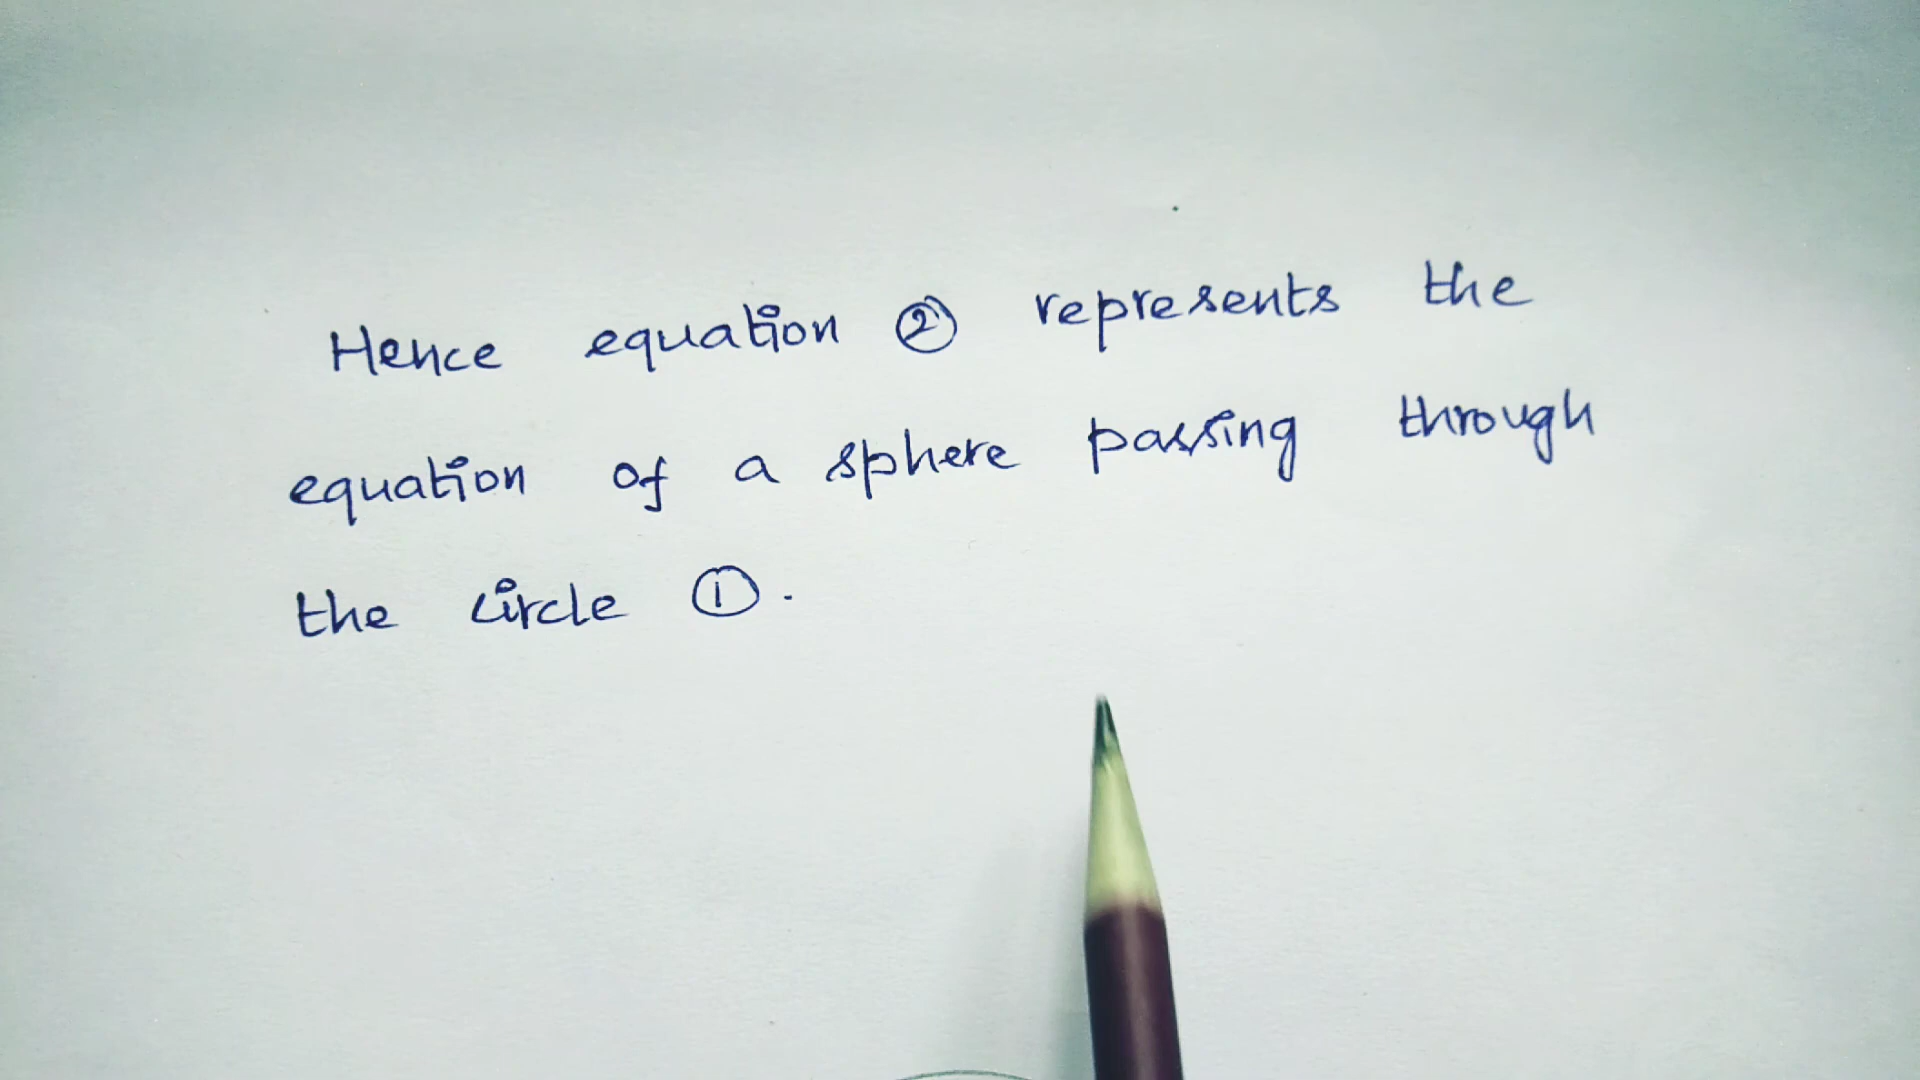 Hence equation ② represents the
equation of a sphere passing through
the circle ①.